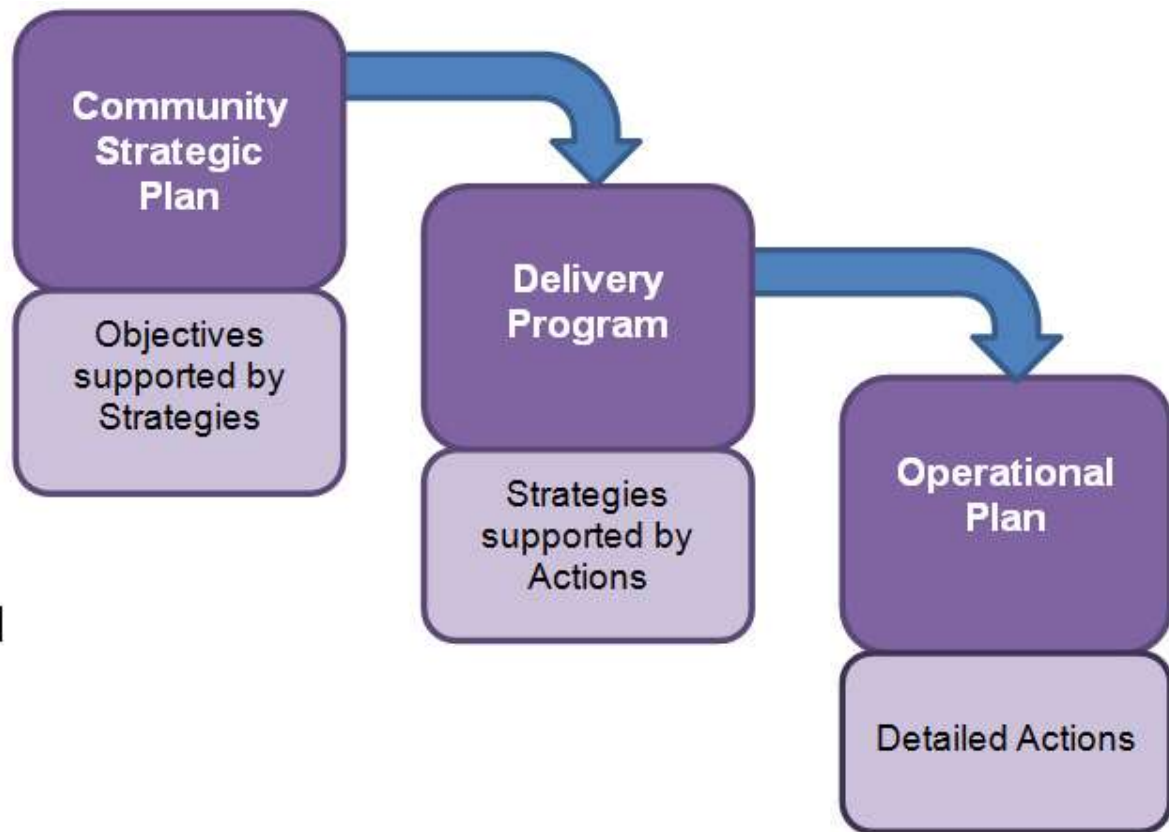 Community
Strategic
Plan
Objectives
supported by
Strategies
Delivery
Program
Strategies
supported by
Actions
Operational
Plan
Detailed Actions